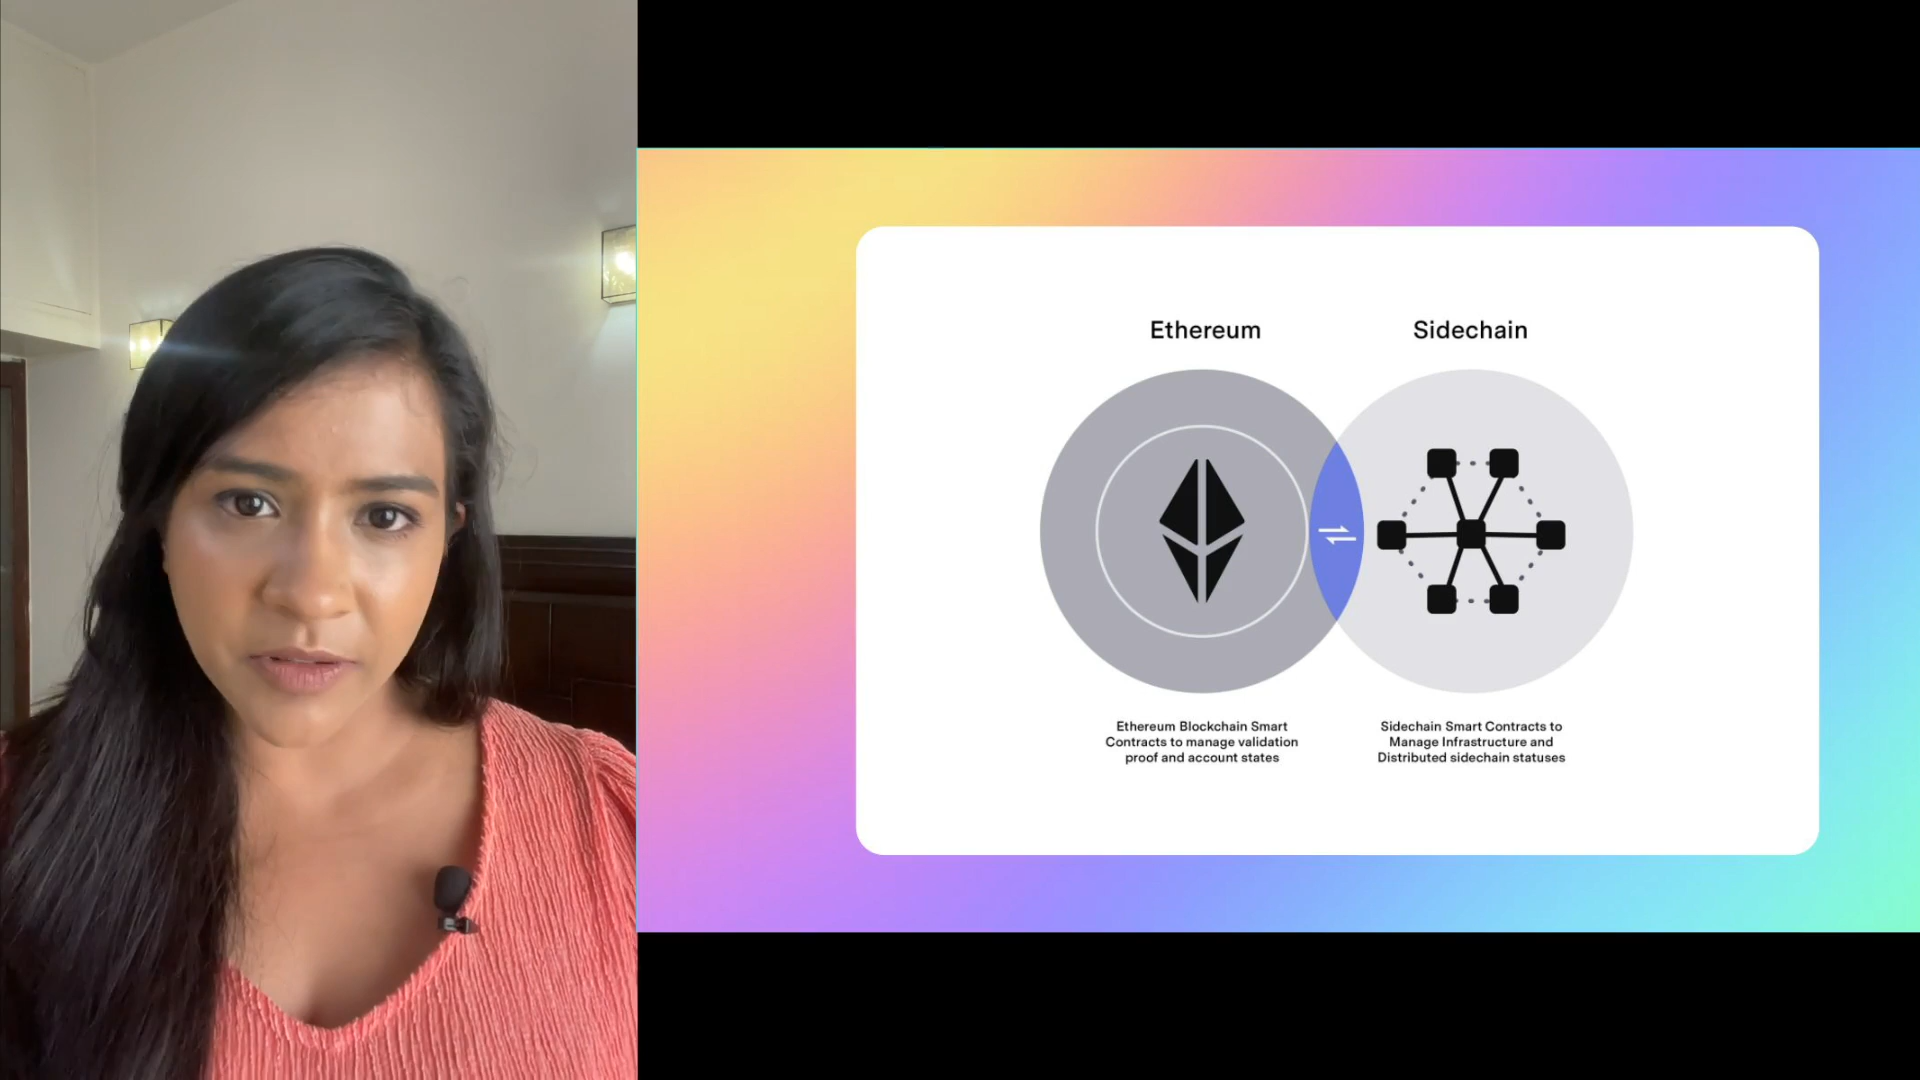 Ethereum
Sidechain
Ethereum Blockchain Smart
Contracts to manage validation
proof and account states
Sidechain Smart Contracts to
Manage Infrastructure and
Distributed sidechain statuses